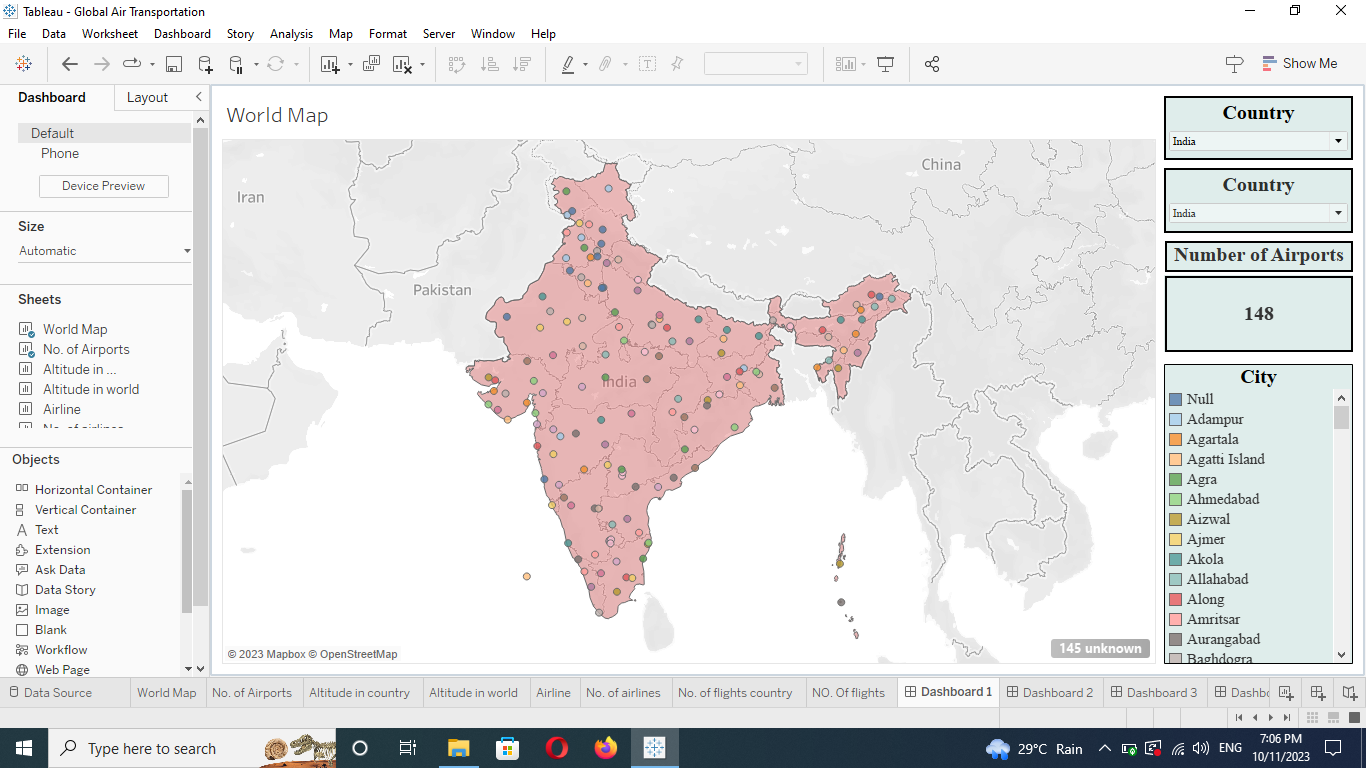 Tableau - Global Air Transportation
File Data Worksheet Dashboard Story Analysis Map Format Server Window Help
Show Me
Dashboard Layout
Default
Phone
Device Preview
Size
Automatic
Sheets
World Map
No. of Airports
Altitude in ...
Altitude in world
Airline
No. of airlines
Objects
Horizontal Container
Vertical Container
Text
Extension
Ask Data
Data Story
Image
Blank
Workflow
Web Page
World Map
Iran
China
Pakistan
India
© 2023 Mapbox © OpenStreetMap
145 unknown
Country
India
Country
India
Number of Airports
148
City
Null
Adampur
Agartala
Agatti Island
Agra
Ahmedabad
Aizwal
Ajmer
Akola
Allahabad
Along
Amritsar
Aurangabad
Baghdogra
Data Source World Map No. of Airports Altitude in country Altitude in world Airline No. of airlines No. of flights country NO. Of flights Dashboard 1 Dashboard 2 Dashboard 3 Dashbo
Type here to search
29°C Rain
ENG
7:06 PM
10/11/2023